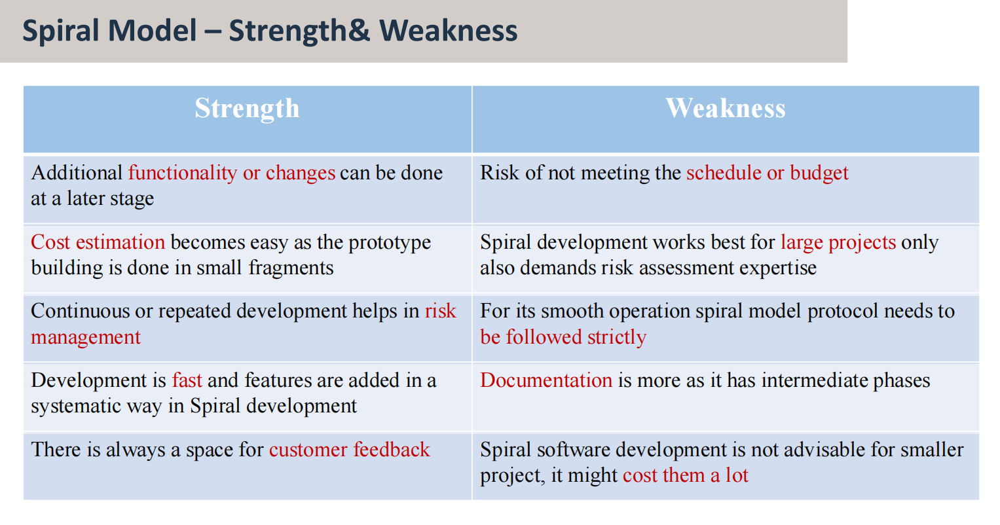 Spiral Model – Strength& Weakness
Strength
Weakness
Additional functionality or changes can be done
at a later stage
Risk of not meeting the schedule or budget
Cost estimation becomes easy as the prototype
building is done in small fragments
Spiral development works best for large projects only
also demands risk assessment expertise
Continuous or repeated development helps in risk
management
For its smooth operation spiral model protocol needs to
be followed strictly
Development is fast and features are added in a
systematic way in Spiral development
Documentation is more as it has intermediate phases
There is always a space for customer feedback
Spiral software development is not advisable for smaller
project, it might cost them a lot